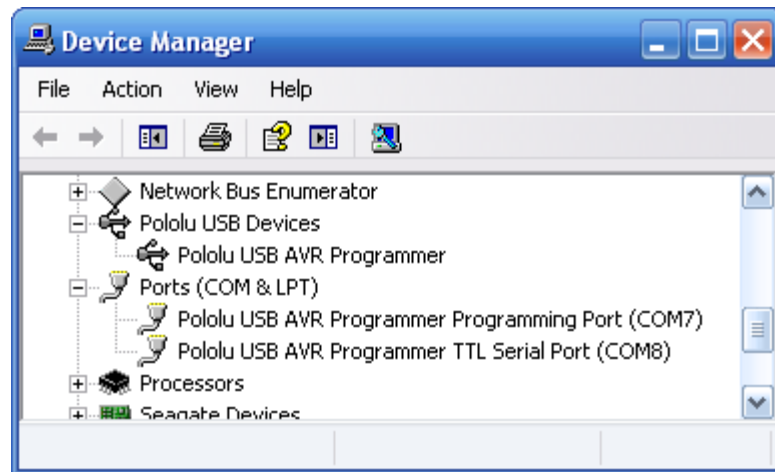 Device Manager
File Action View Help
Network Bus Enumerator
Pololu USB Devices
Pololu USB AVR Programmer
Ports (COM & LPT)
Pololu USB AVR Programmer Programming Port (COM7)
Pololu USB AVR Programmer TTL Serial Port (COM8)
Processors
Seagate Devices